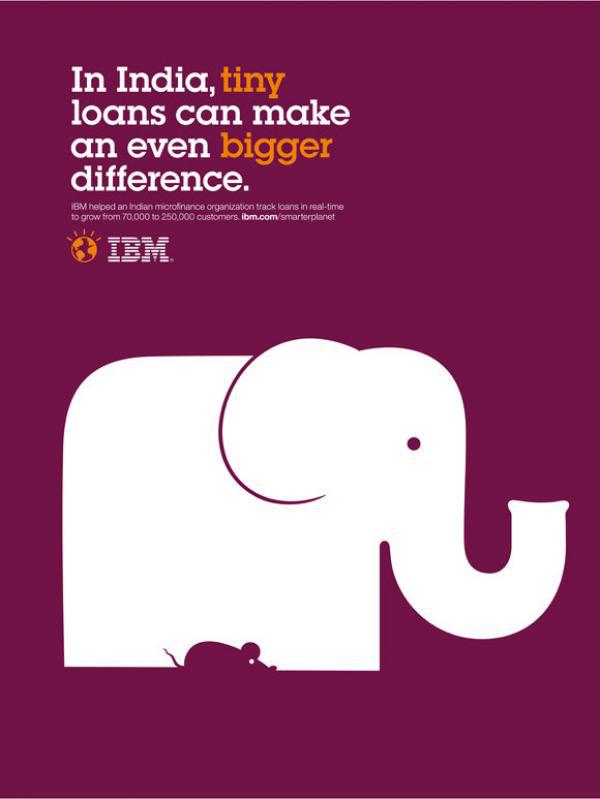 In India, tiny
loans can make
an even bigger
difference.
IBM helped an Indian microfinance organization track loans in real-time
to grow from 70,000 to 250,000 customers. ibm.com/smarterplanet
IBM®